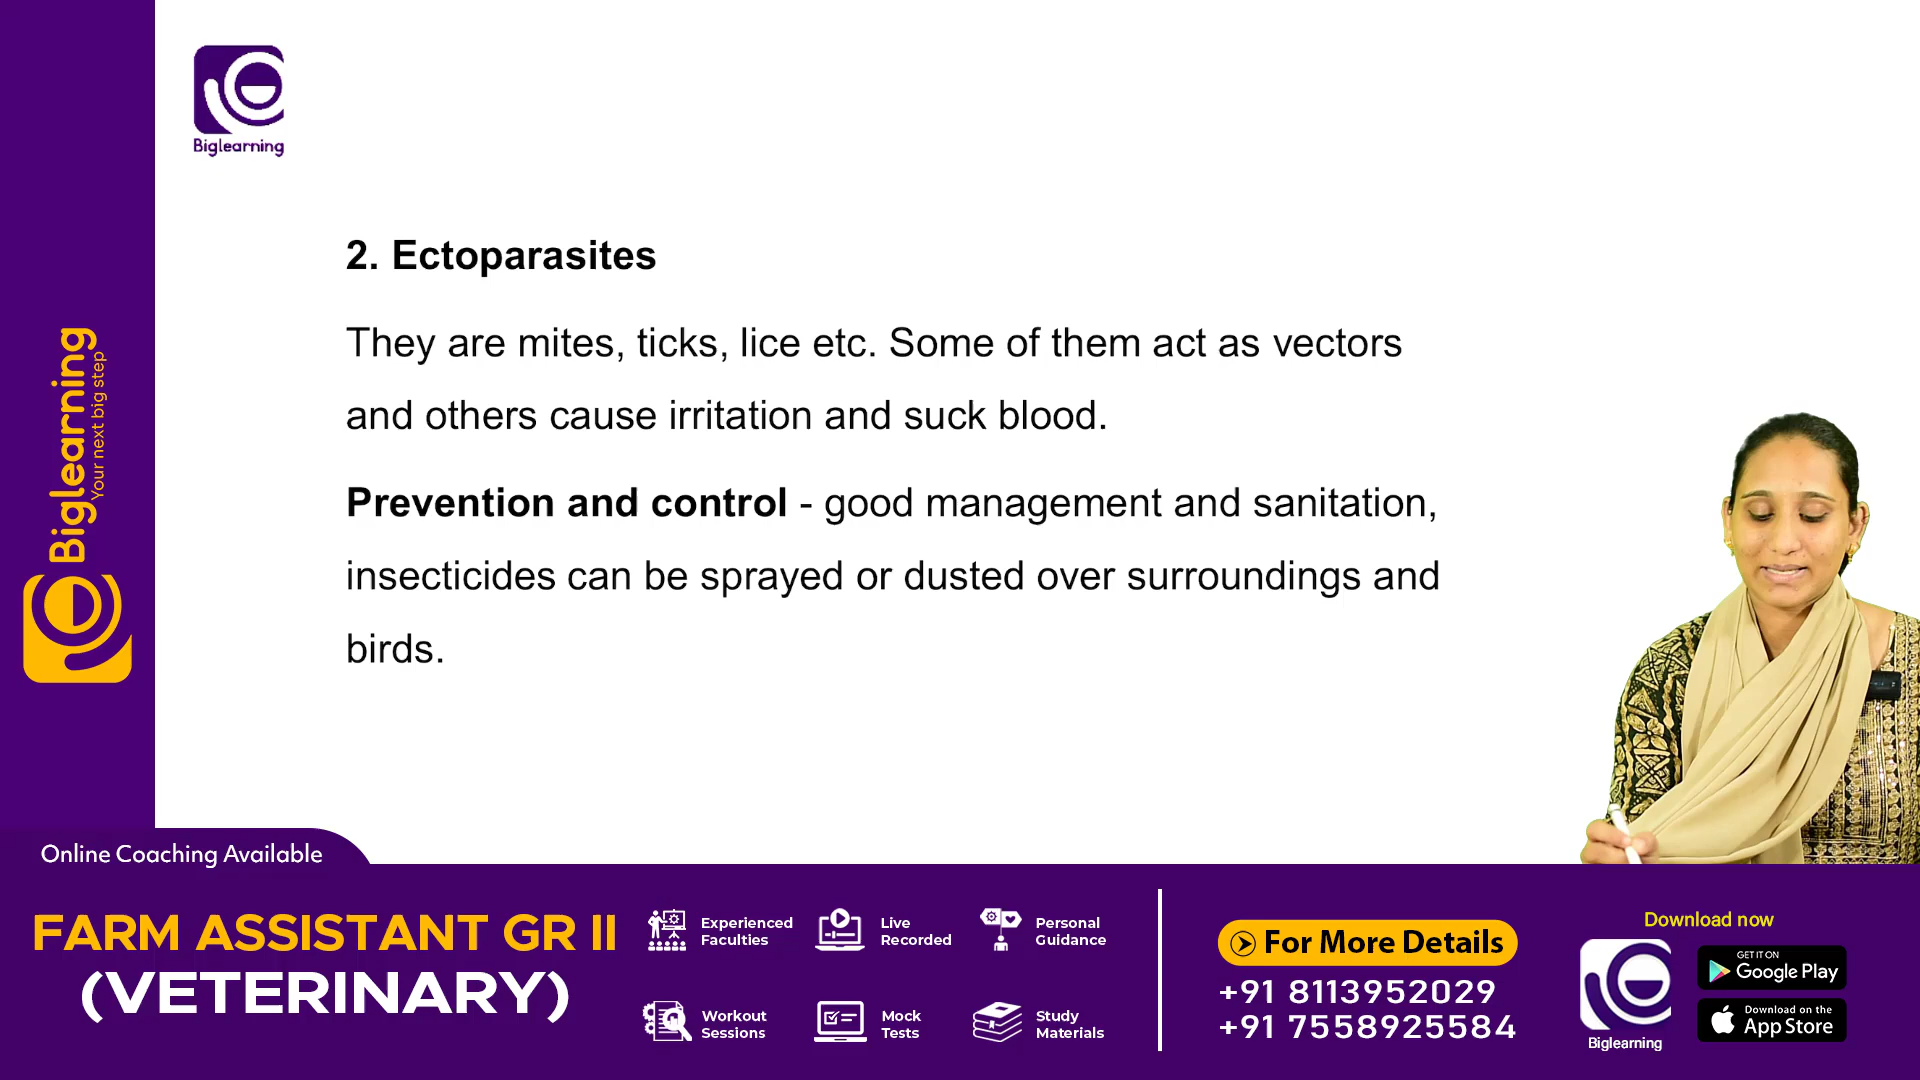 Biglearning
2. Ectoparasites
They are mites, ticks, lice etc. Some of them act as vectors
and others cause irritation and suck blood.
Prevention and control - good management and sanitation,
insecticides can be sprayed or dusted over surroundings and
birds.
Biglearning
Your next big step
Online Coaching Available
FARM ASSISTANT GR II
(VETERINARY)
Experienced
Faculties
Live
Recorded
Personal
Guidance
Workout
Sessions
Mock
Tests
Study
Materials
For More Details
+91 8113952029
+91 7558925584
Download now
Biglearning
GET IT ON
Google Play
Download on the
App Store